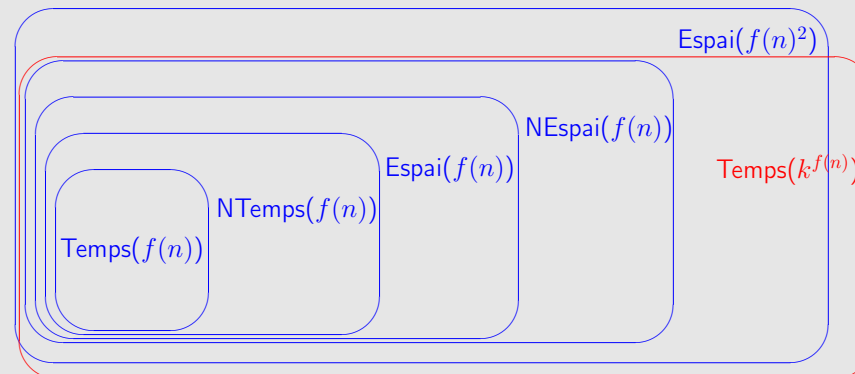 Espai(f(n)²)
NEspai(f(n))
Espai(f(n))
Temps(k^{f(n)})
NTemps(f(n))
Temps(f(n))